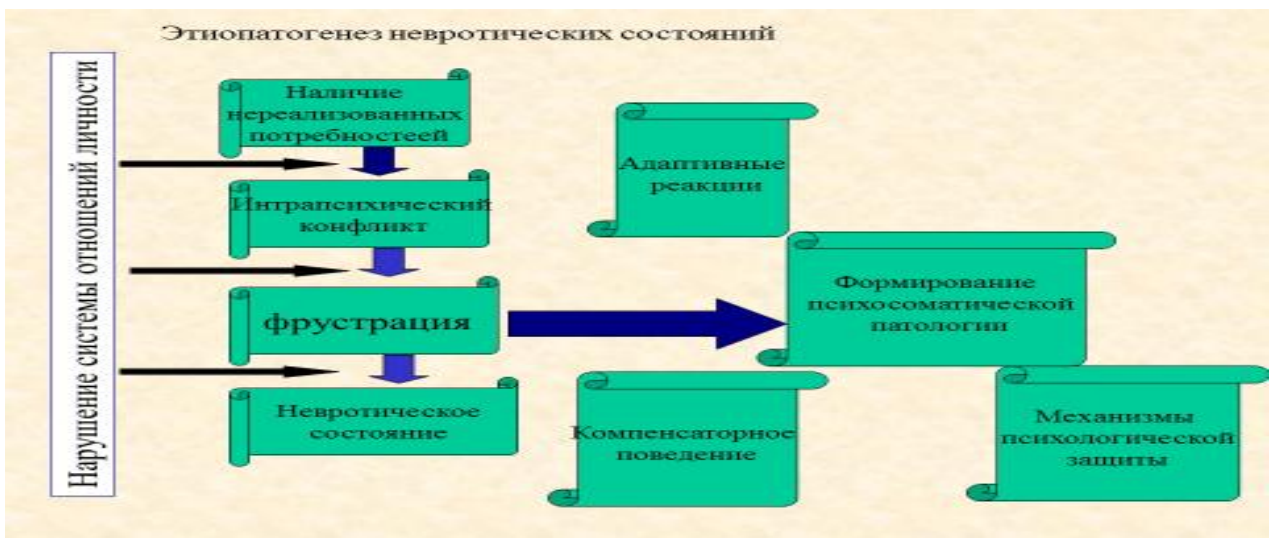 Этиопатогенез невротических состояний
Нарушение системы отношений личности
Наличие
нереализованных
потребностеей
Интрапсихический
конфликт
фрустрация
Невротическое
состояние
Адаптивные
реакции
Формирование
психосоматической
патологии
Компенсаторное
поведение
Механизмы
психологической
защиты